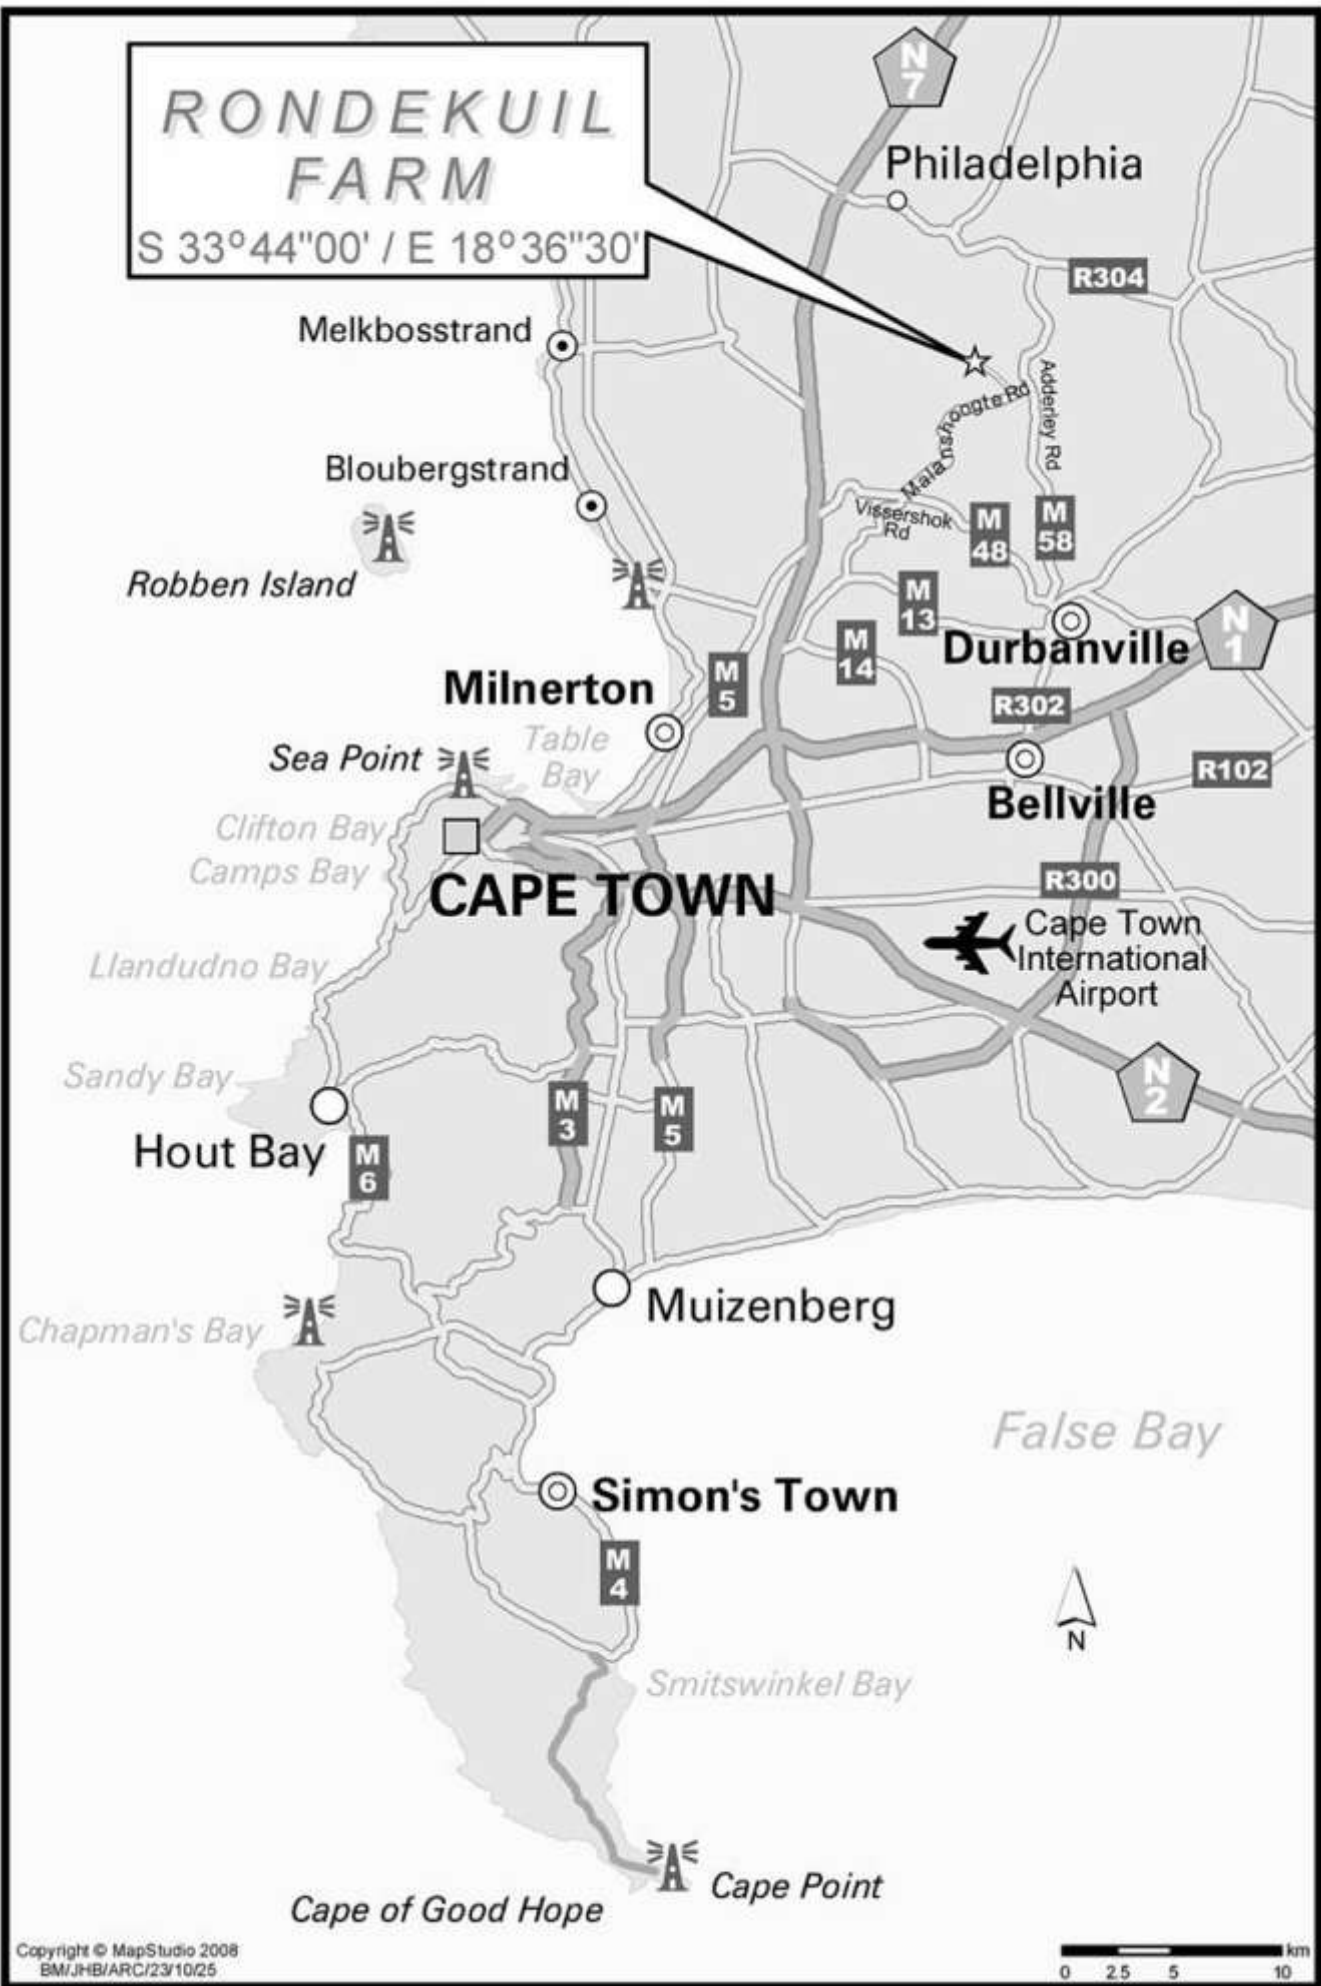 RONDEKUIL
FARM
S 33°44"00' / E 18°36"30'
N
7
Philadelphia
R304
Melkbosstrand
Adderley Rd
Malanshoogte Rd
Bloubergstrand
Vissershok
Rd
M
48
M
58
Robben Island
M
13
Durbanville
N
1
M
14
M
5
Milnerton
R302
Table
Bay
Sea Point
R102
Bellville
Clifton Bay
Camps Bay
CAPE TOWN
R300
Cape Town
International
Airport
Llandudno Bay
Sandy Bay
N
2
M
3
M
5
Hout Bay
M
6
Muizenberg
Chapman's Bay
False Bay
Simon's Town
M
4
N
Smitswinkel Bay
Cape Point
Cape of Good Hope
Copyright © MapStudio 2008
BM/JHB/ARC/23/10/25
km
0 2.5 5 10